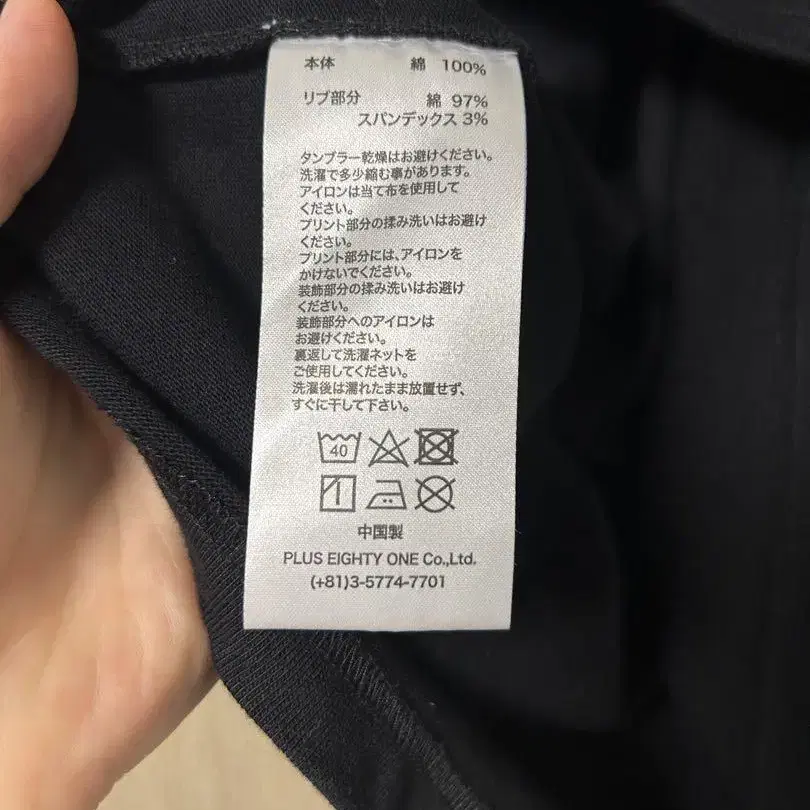 本体 綿 100%
リブ部分 綿 97%
スパンデックス 3%
タンブラー乾燥はお避けください。
洗濯で多少縮む事があります。
アイロンは当て布を使用して
ください。
プリント部分の揉み洗いはお避け
ください。
プリント部分には、アイロンを
かけないでください。
装飾部分の揉み洗いはお避け
ください。
装飾部分へのアイロンは
お避けください。
裏返して洗濯ネットを
ご使用してください。
洗濯後は濡れたまま放置せず、
すぐに干して下さい。
40
中国製
PLUS EIGHTY ONE Co.,Ltd.
(+81)3-5774-7701